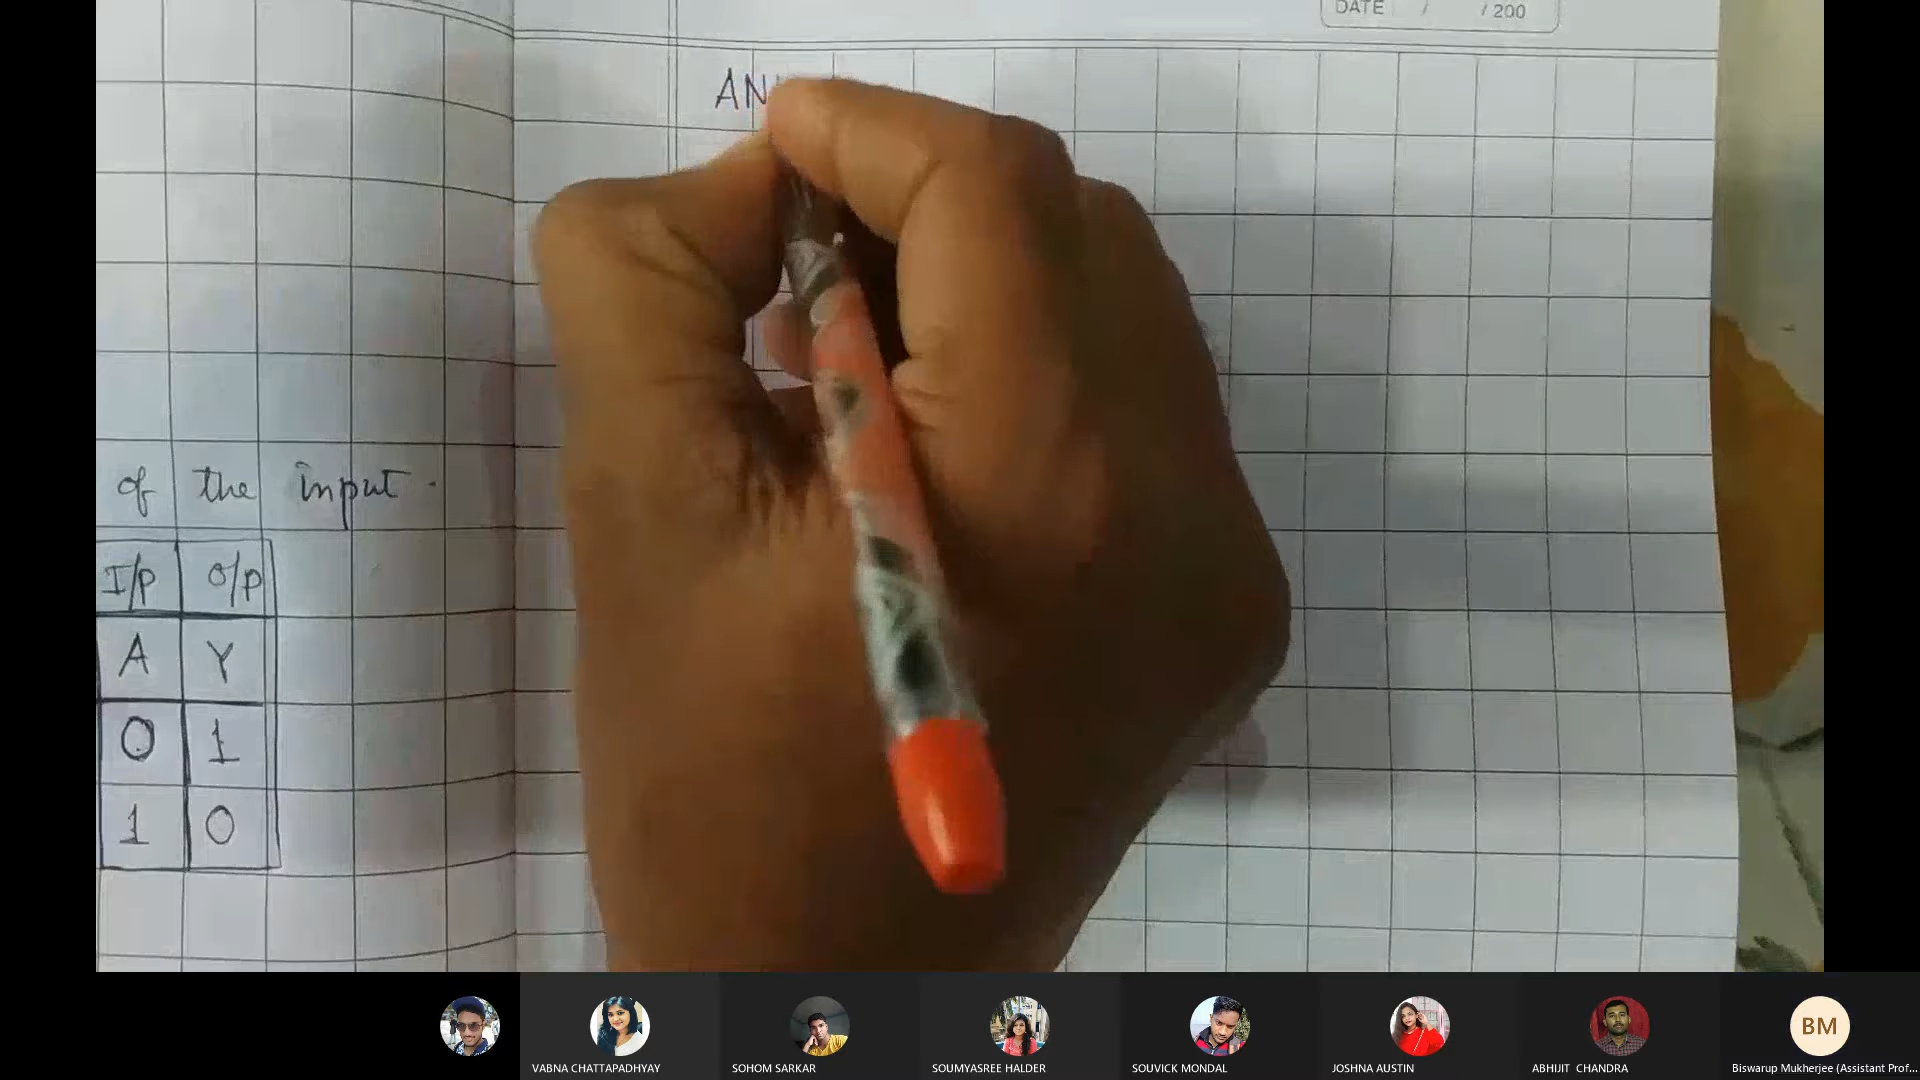 DATE / / 200
AN
of the input.
I/P O/P
A Y
0 1
1 0
VABNA CHATTAPADHYAY
SOHOM SARKAR
SOUMYASREE HALDER
SOUVICK MONDAL
JOSHNA AUSTIN
ABHIJIT CHANDRA
BM
Biswarup Mukherjee (Assistant Prof...